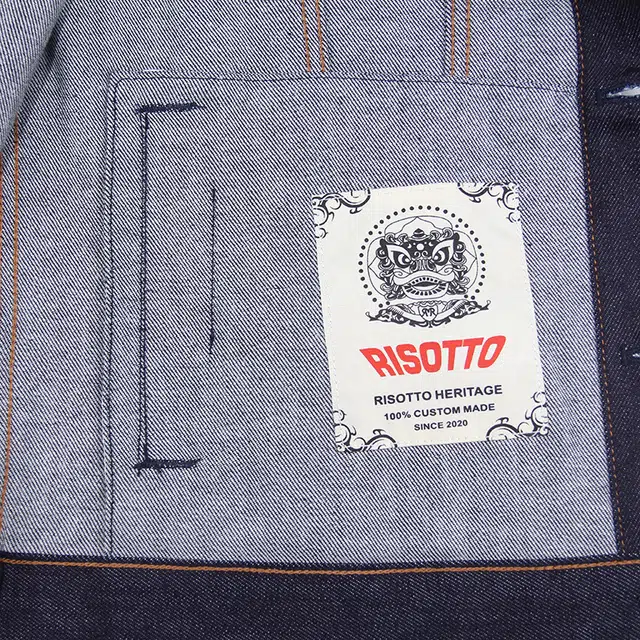 RISOTTO
RISOTTO HERITAGE
100% CUSTOM MADE
SINCE 2020